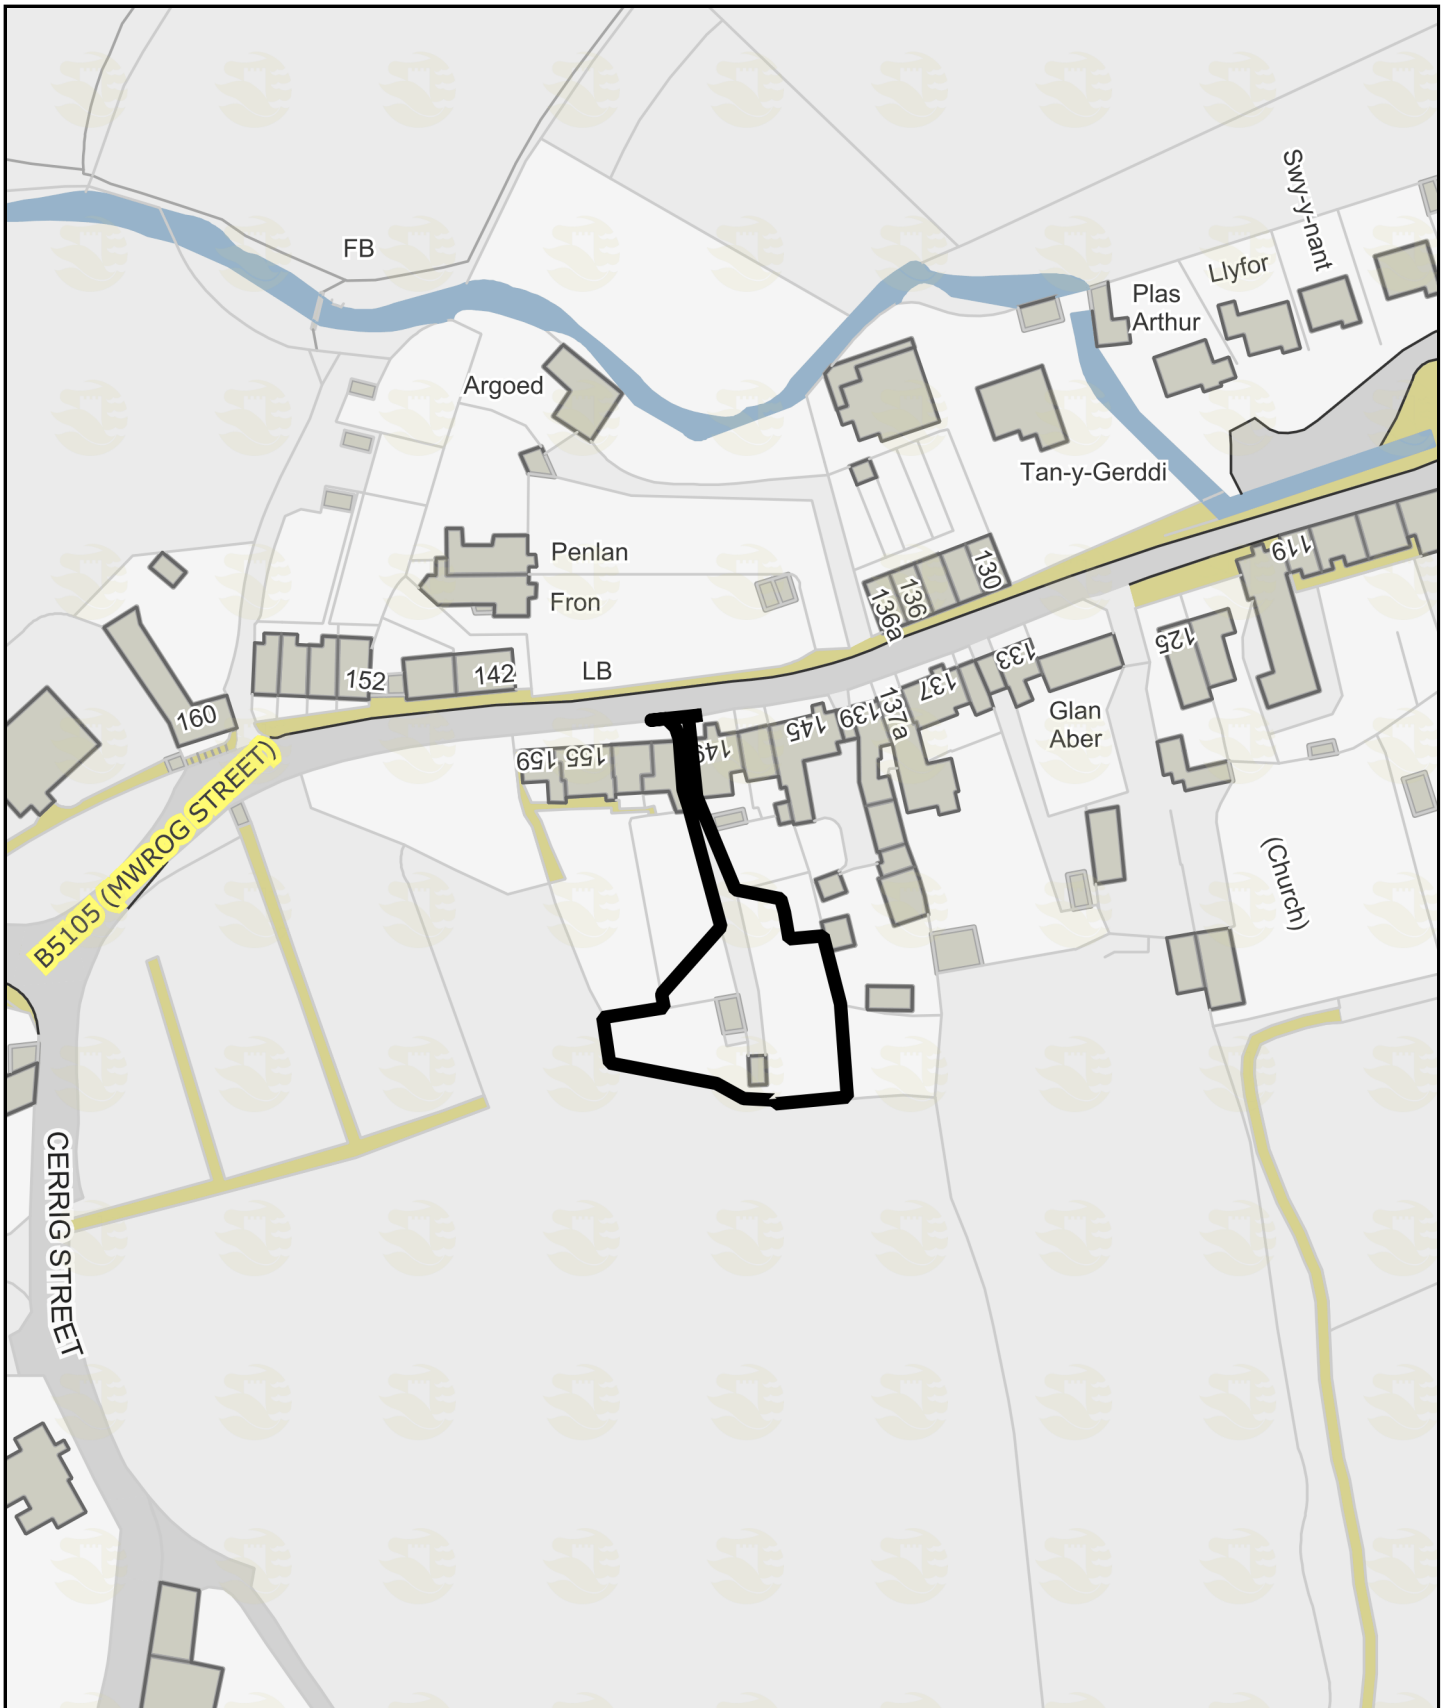 Swy-y-nant
FB
Llyfor
Plas
Arthur
Argoed
Tan-y-Gerddi
Penlan
119
130
Fron
136
136a
125
133
LB
152
142
137
160
137a
139
145
Glan
Aber
149
155
159
B5105 (MWROG STREET)
(Church)
CERRIG STREET